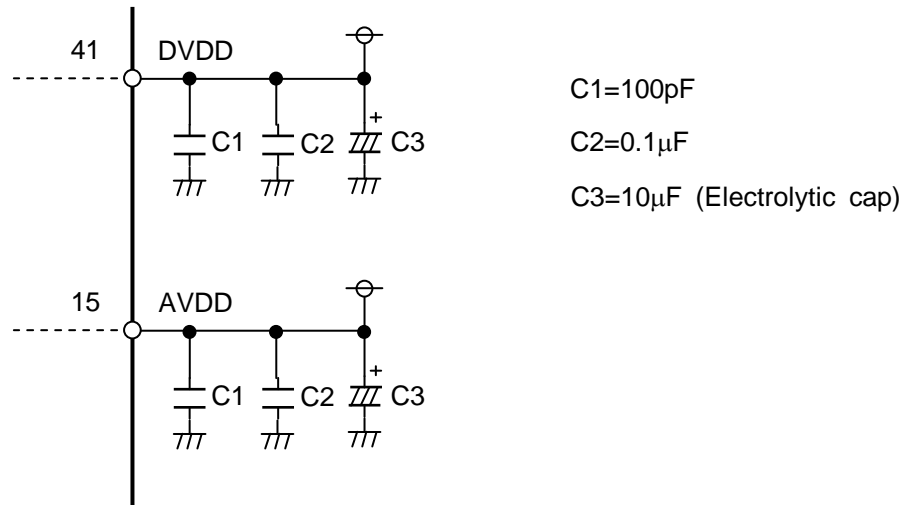 41 DVDD
+
C1 C2 C3
C1=100pF
C2=0.1μF
C3=10μF (Electrolytic cap)
15 AVDD
+
C1 C2 C3